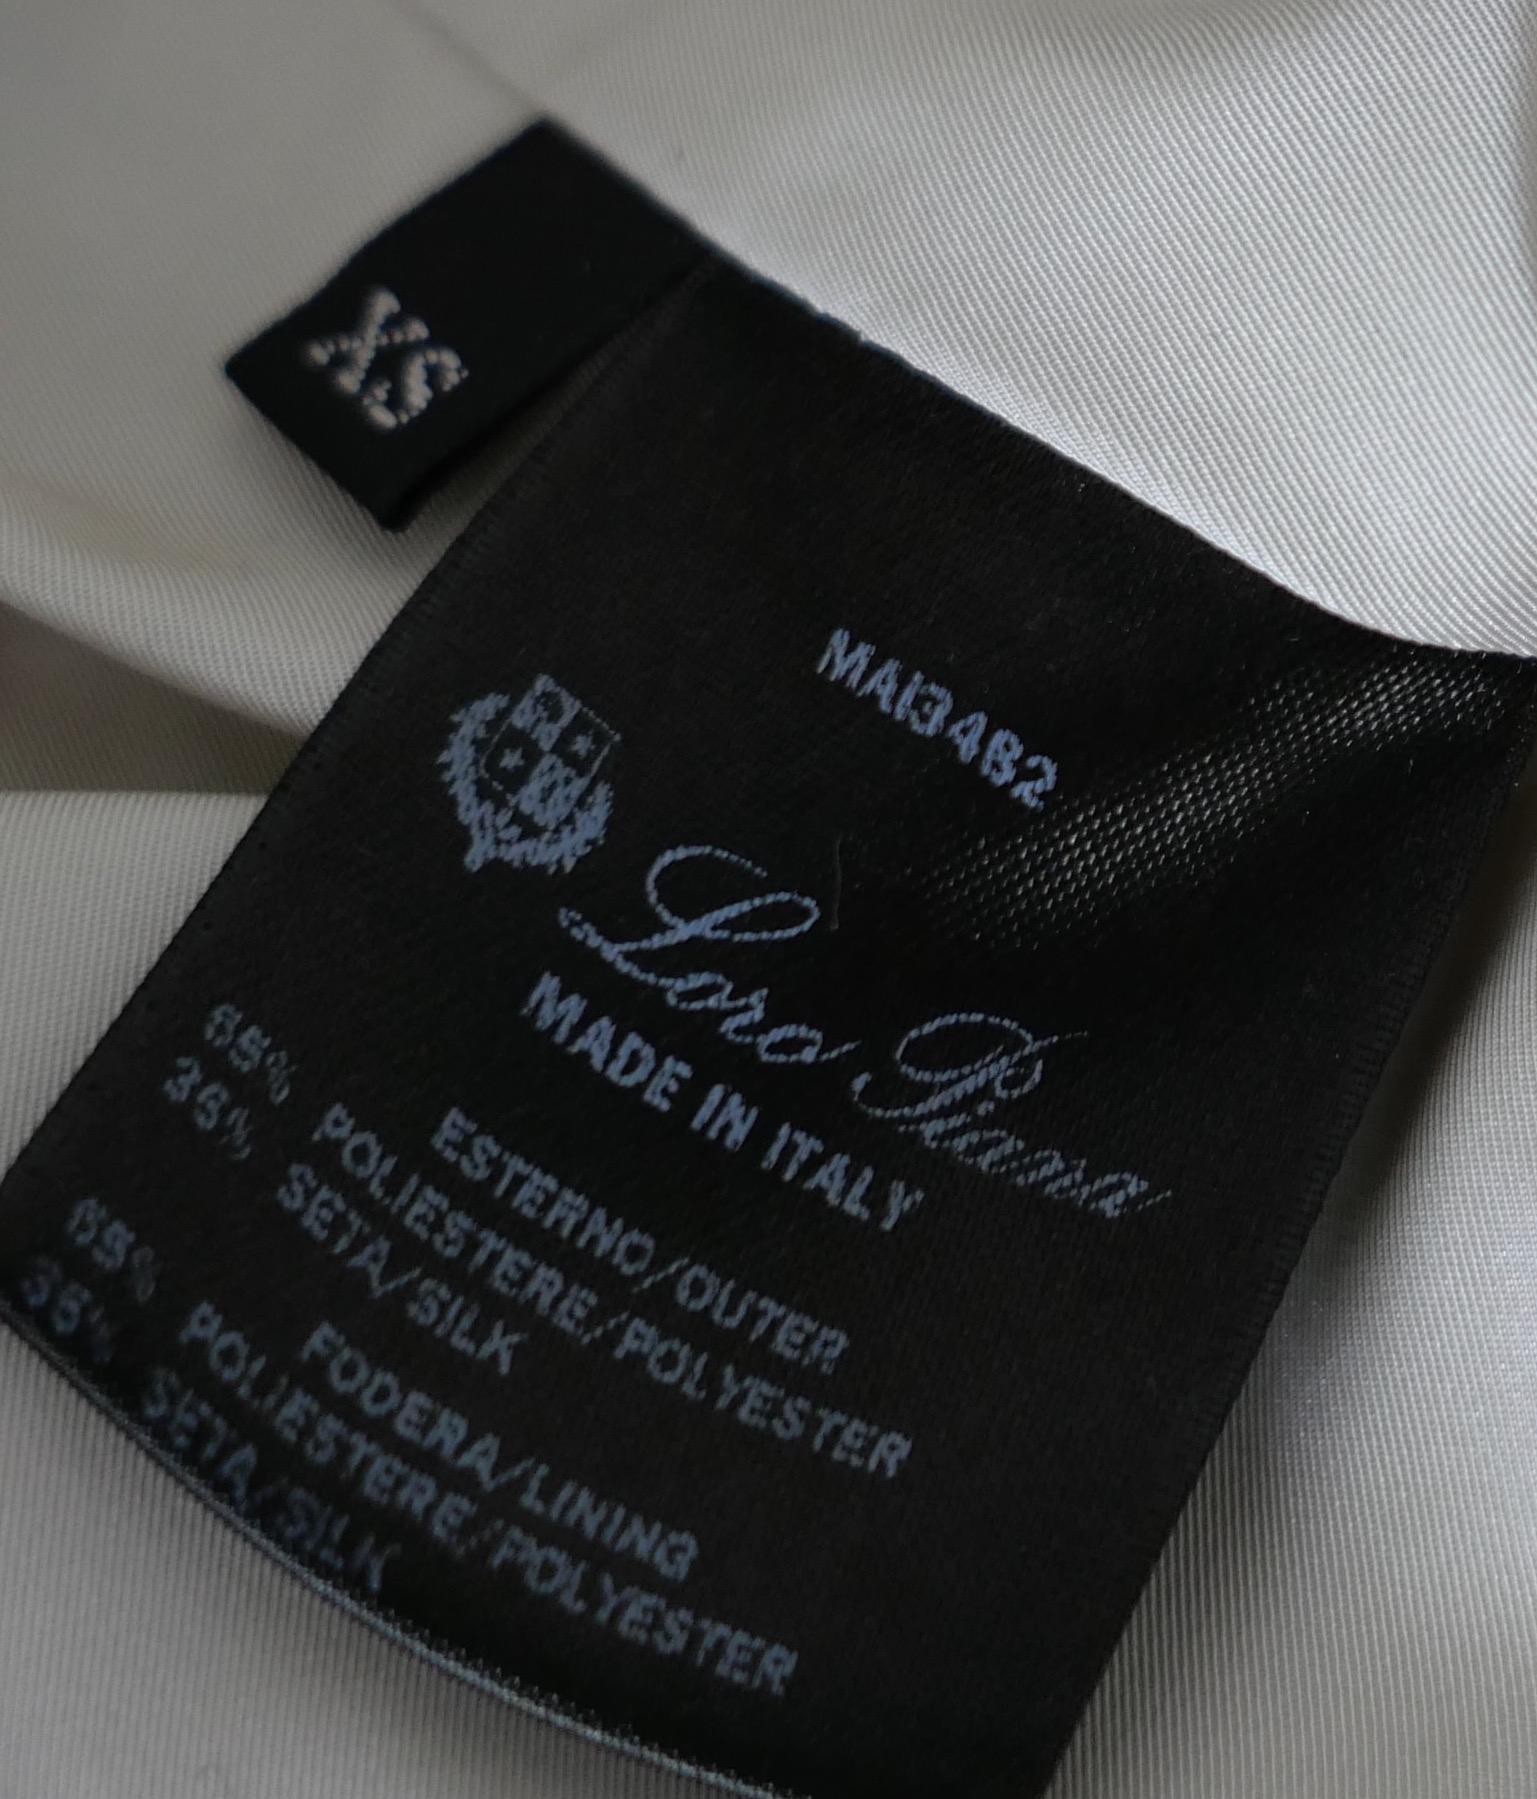 XS
MAI34B2
Loro Piana
MADE IN ITALY
ESTERNO/OUTER
65% POLIESTERE/POLYESTER
35% SETA/SILK
FODERA/LINING
65% POLIESTERE/POLYESTER
35% SETA/SILK